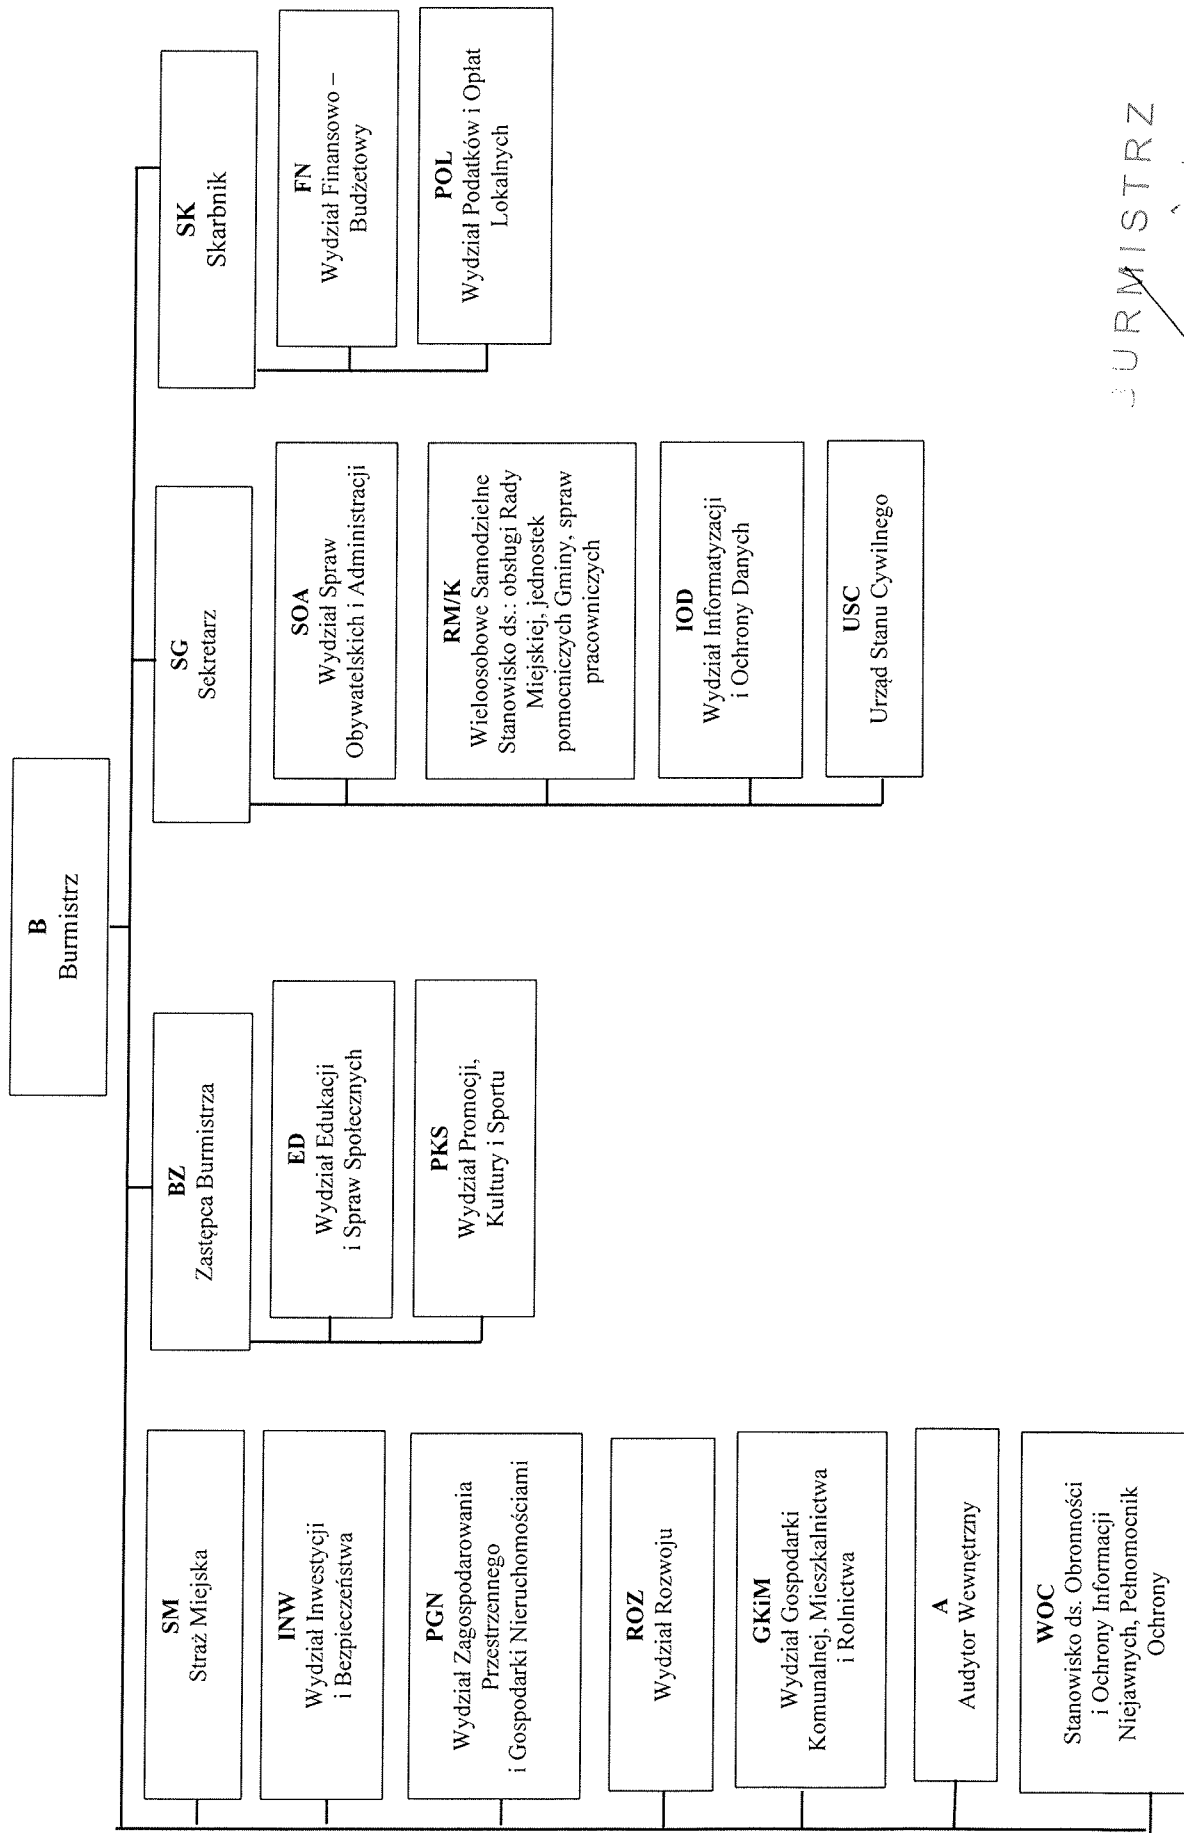 B
Burmistrz
SM
Straż Miejska
INW
Wydział Inwestycji
i Bezpieczeństwa
PGN
Wydział Zagospodarowania
Przestrzennego
i Gospodarki Nieruchomościami
ROZ
Wydział Rozwoju
GKiM
Wydział Gospodarki
Komunalnej, Mieszkalnictwa
i Rolnictwa
A
Audytor Wewnętrzny
WOC
Stanowisko ds. Obronności
i Ochrony Informacji
Niejawnych, Pełnomocnik
Ochrony
BZ
Zastępca Burmistrza
ED
Wydział Edukacji
i Spraw Społecznych
PKS
Wydział Promocji,
Kultury i Sportu
SG
Sekretarz
SOA
Wydział Spraw
Obywatelskich i Administracji
RM/K
Wieloosobowe Samodzielne
Stanowisko ds.: obsługi Rady
Miejskiej, jednostek
pomocniczych Gminy, spraw
pracowniczych
IOD
Wydział Informatyzacji
i Ochrony Danych
USC
Urząd Stanu Cywilnego
SK
Skarbnik
FN
Wydział Finansowo –
Budżetowy
POL
Wydział Podatków i Opłat
Lokalnych
BURMISTRZ